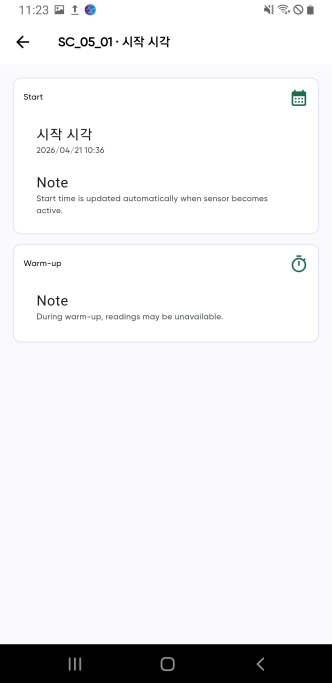 11:23
SC_05_01 · 시작 시각
Start
시작 시각
2026/04/21 10:36
Note
Start time is updated automatically when sensor becomes
active.
Warm-up
Note
During warm-up, readings may be unavailable.